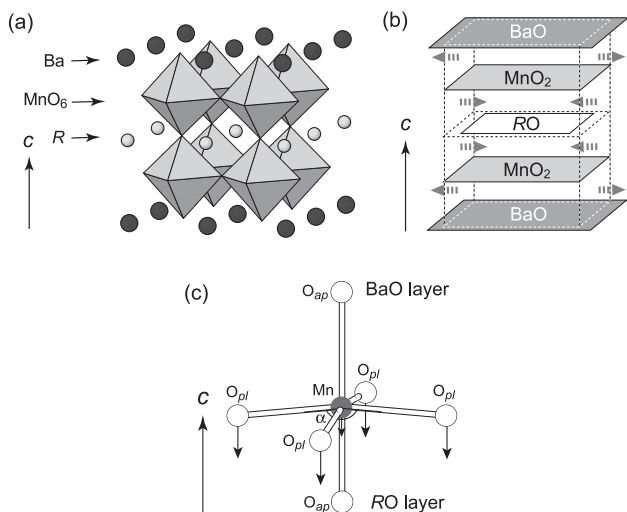 (a)
Ba
MnO6
R
c
(b)
BaO
MnO2
RO
MnO2
BaO
c
(c)
Oap
BaO layer
Opl
Mn
Opl
Opl
α
Opl
c
Oap
RO layer